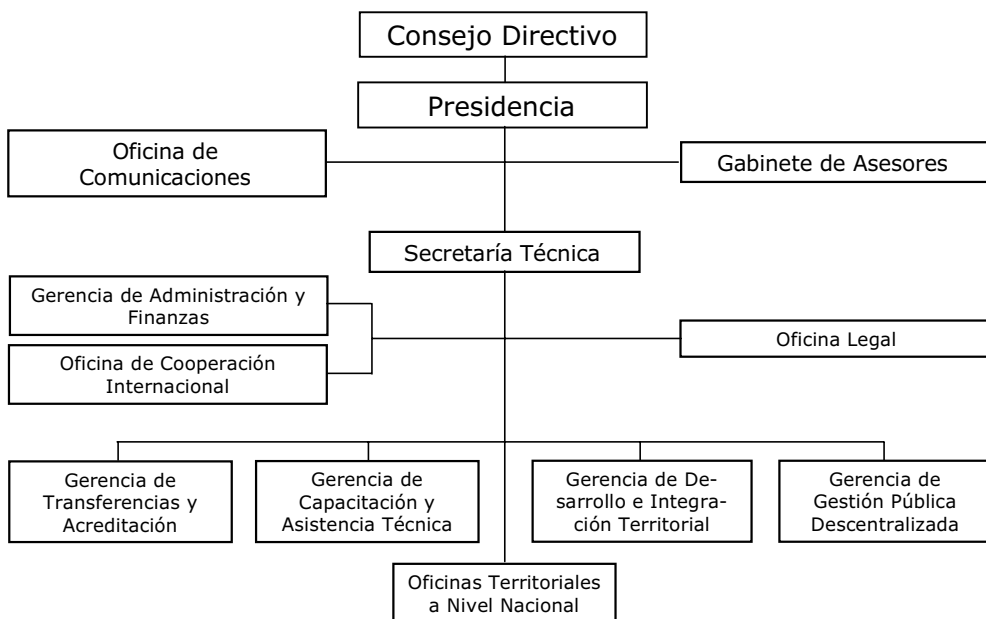 Consejo Directivo
Presidencia
Oficina de
Comunicaciones
Gabinete de Asesores
Secretaría Técnica
Gerencia de Administración y
Finanzas
Oficina de Cooperación
Internacional
Oficina Legal
Gerencia de
Transferencias y
Acreditación
Gerencia de
Capacitación y
Asistencia Técnica
Gerencia de De-
sarrollo e Integra-
ción Territorial
Gerencia de
Gestión Pública
Descentralizada
Oficinas Territoriales
a Nivel Nacional